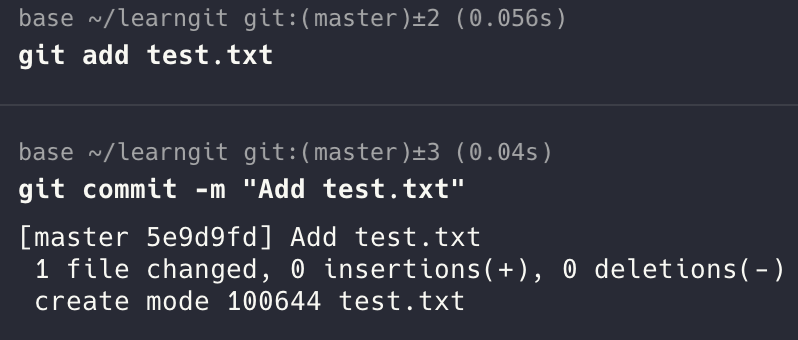 base ~/learngit git:(master)±2 (0.056s)
git add test.txt
base ~/learngit git:(master)±3 (0.04s)
git commit -m "Add test.txt"
[master 5e9d9fd] Add test.txt
 1 file changed, 0 insertions(+), 0 deletions(-)
 create mode 100644 test.txt